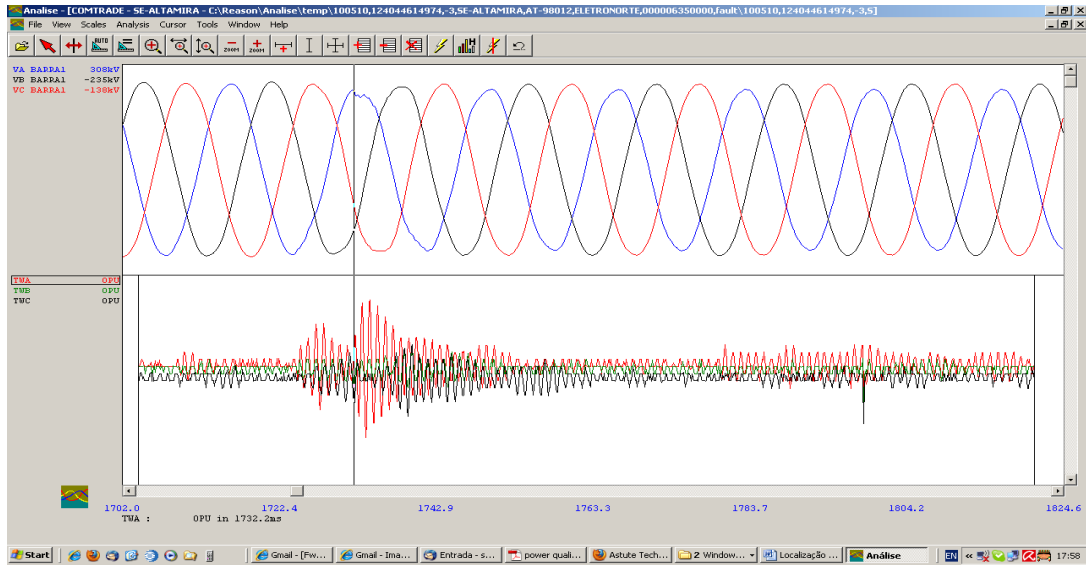 Analise - [COMTRADE - SE-ALTAMIRA - C:\Reason\Analise\temp\100510,124044614974,-3,SE-ALTAMIRA,AT-98012,ELETRONORTE,000006350000,fault\100510,124044614974,-3,S]
File View Scales Analysis Cursor Tools Window Help
AUTO ZOOM ZOOM H
VA BARRA1 308kV
VB BARRA1 -235kV
VC BARRA1 -138kV
TWA 0PU
TWB 0PU
TWC 0PU
1702.0 1722.4 1742.9 1763.3 1783.7 1804.2 1824.6
TWA : 0PU in 1732.2ms
Start Gmail - [Fw... Gmail - Ima... Entrada - s... power quali... Astute Tech... 2 Window... Localização ... Análise EN 17:58